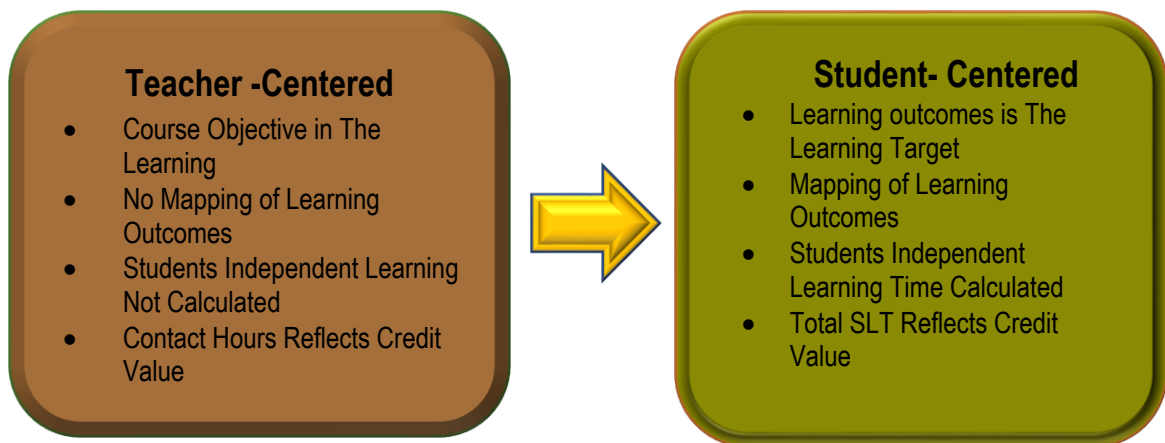 Teacher -Centered
• Course Objective in The
Learning
• No Mapping of Learning
Outcomes
• Students Independent Learning
Not Calculated
• Contact Hours Reflects Credit
Value
Student- Centered
• Learning outcomes is The
Learning Target
• Mapping of Learning
Outcomes
• Students Independent
Learning Time Calculated
• Total SLT Reflects Credit
Value